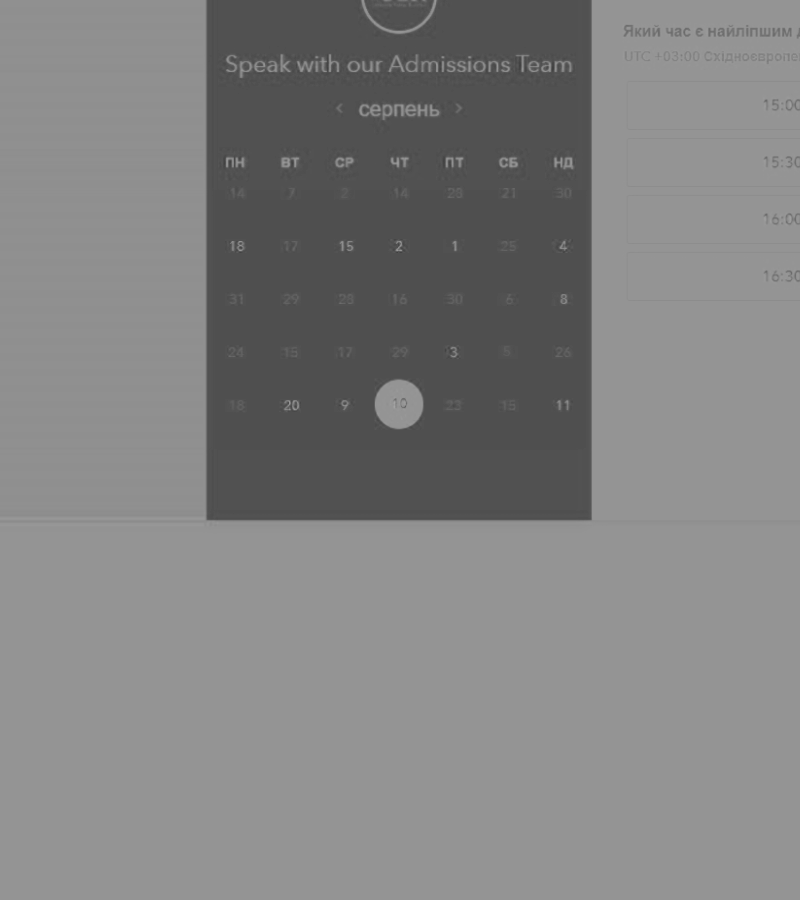 Speak with our Admissions Team
< серпень >
ПН ВТ СР ЧТ ПТ СБ НД
14 7 2 14 28 21 30
18 17 15 2 1 25 4
31 29 28 16 30 6 8
24 15 17 29 3 5 26
18 20 9 10 22 15 11
Який час є найліпшим
UTC +03:00 Східноєвропе
15:00
15:30
16:00
16:30